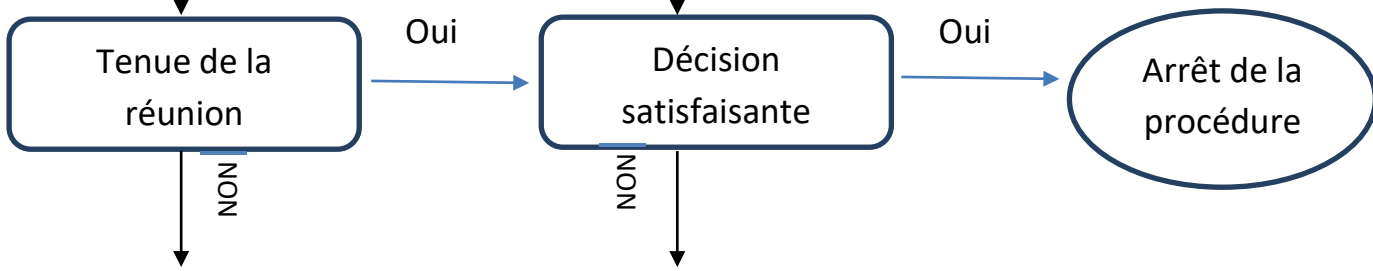 Oui
Oui
Tenue de la
réunion
Décision
satisfaisante
Arrêt de la
procédure
NON
NON